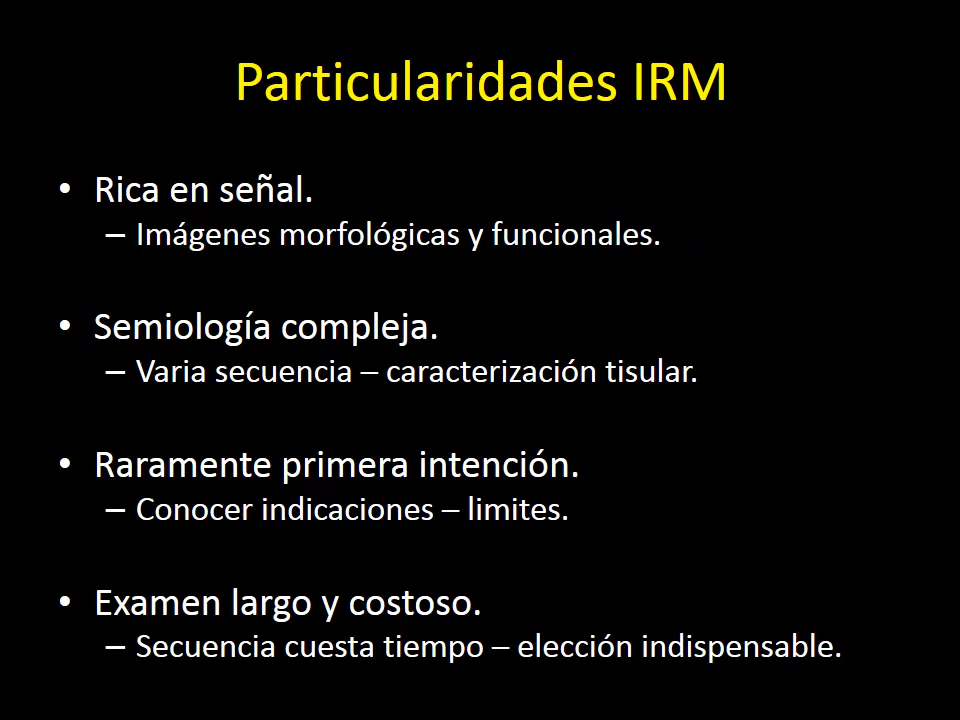 Particularidades IRM
• Rica en señal.
– Imágenes morfológicas y funcionales.
• Semiología compleja.
– Varia secuencia – caracterización tisular.
• Raramente primera intención.
– Conocer indicaciones – limites.
• Examen largo y costoso.
– Secuencia cuesta tiempo – elección indispensable.